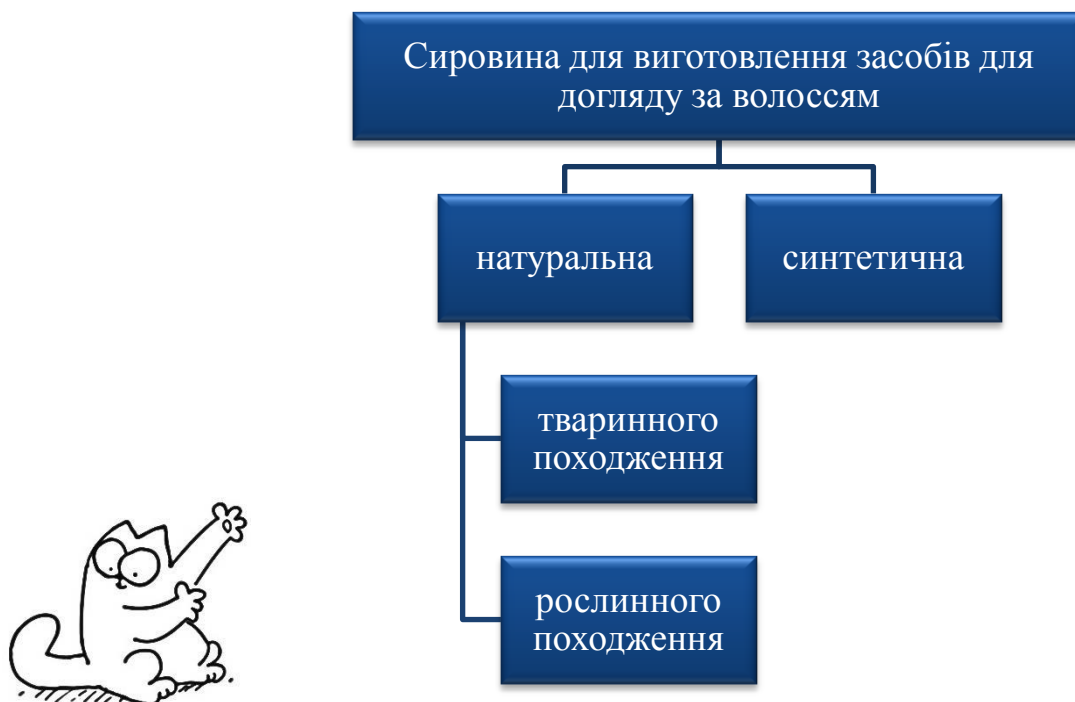 Сировина для виготовлення засобів для
догляду за волоссям
натуральна
синтетична
тваринного
походження
рослинного
походження